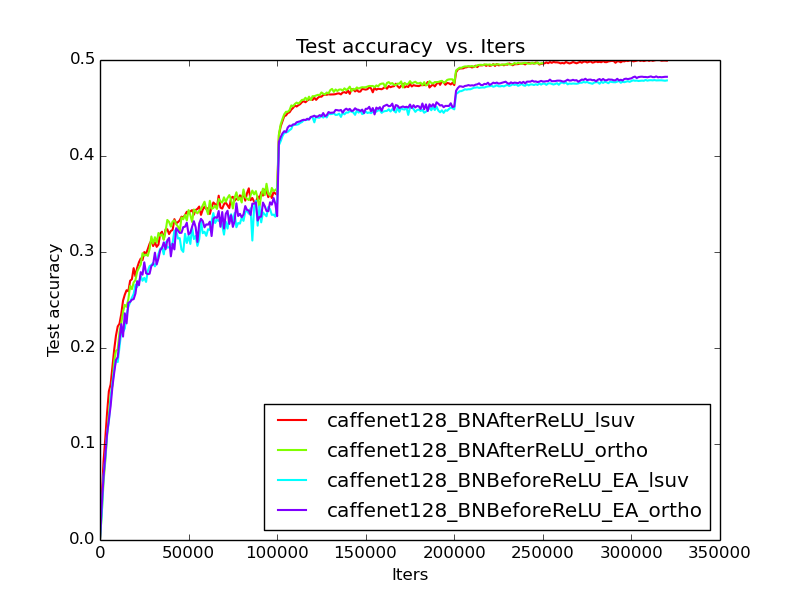 Test accuracy  vs. Iters
0.5
0.4
0.3
0.2
0.1
0.0
Test accuracy
caffenet128_BNAfterReLU_lsuv
caffenet128_BNAfterReLU_ortho
caffenet128_BNBeforeReLU_EA_lsuv
caffenet128_BNBeforeReLU_EA_ortho
0 50000 100000 150000 200000 250000 300000 350000
Iters